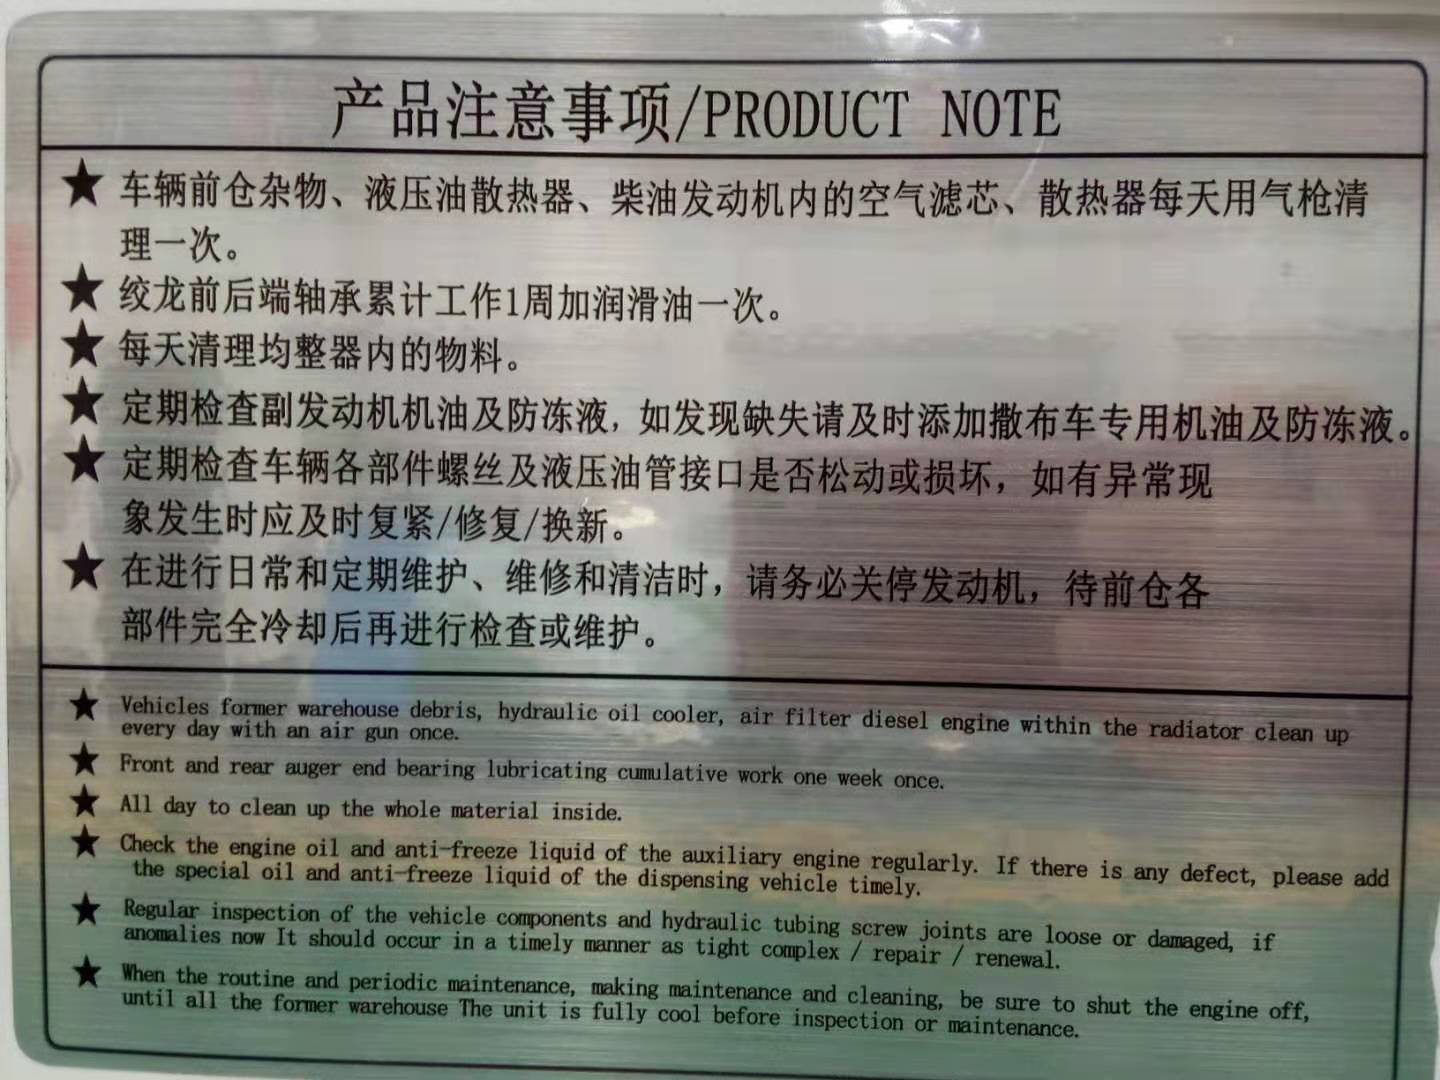 产品注意事项/PRODUCT NOTE
★ 车辆前仓杂物、液压油散热器、柴油发动机内的空气滤芯、散热器每天用气枪清
理一次。
★ 绞龙前后端轴承累计工作1周加润滑油一次。
★ 每天清理均整器内的物料。
★ 定期检查副发动机机油及防冻液, 如发现缺失请及时添加撒布车专用机油及防冻液。
★ 定期检查车辆各部件螺丝及液压油管接口是否松动或损坏，如有异常现
象发生时应及时复紧/修复/换新。
★ 在进行日常和定期维护、维修和清洁时，请务必关停发动机，待前仓各
部件完全冷却后再进行检查或维护。
★ Vehicles former warehouse debris, hydraulic oil cooler, air filter diesel engine within the radiator clean up
every day with an air gun once.
★ Front and rear auger end bearing lubricating cumulative work one week once.
★ All day to clean up the whole material inside.
★ Check the engine oil and anti-freeze liquid of the auxiliary engine regularly. If there is any defect, please add
the special oil and anti-freeze liquid of the dispensing vehicle timely.
★ Regular inspection of the vehicle components and hydraulic tubing screw joints are loose or damaged, if
anomalies now It should occur in a timely manner as tight complex / repair / renewal.
★ When the routine and periodic maintenance, making maintenance and cleaning, be sure to shut the engine off,
until all the former warehouse The unit is fully cool before inspection or maintenance.